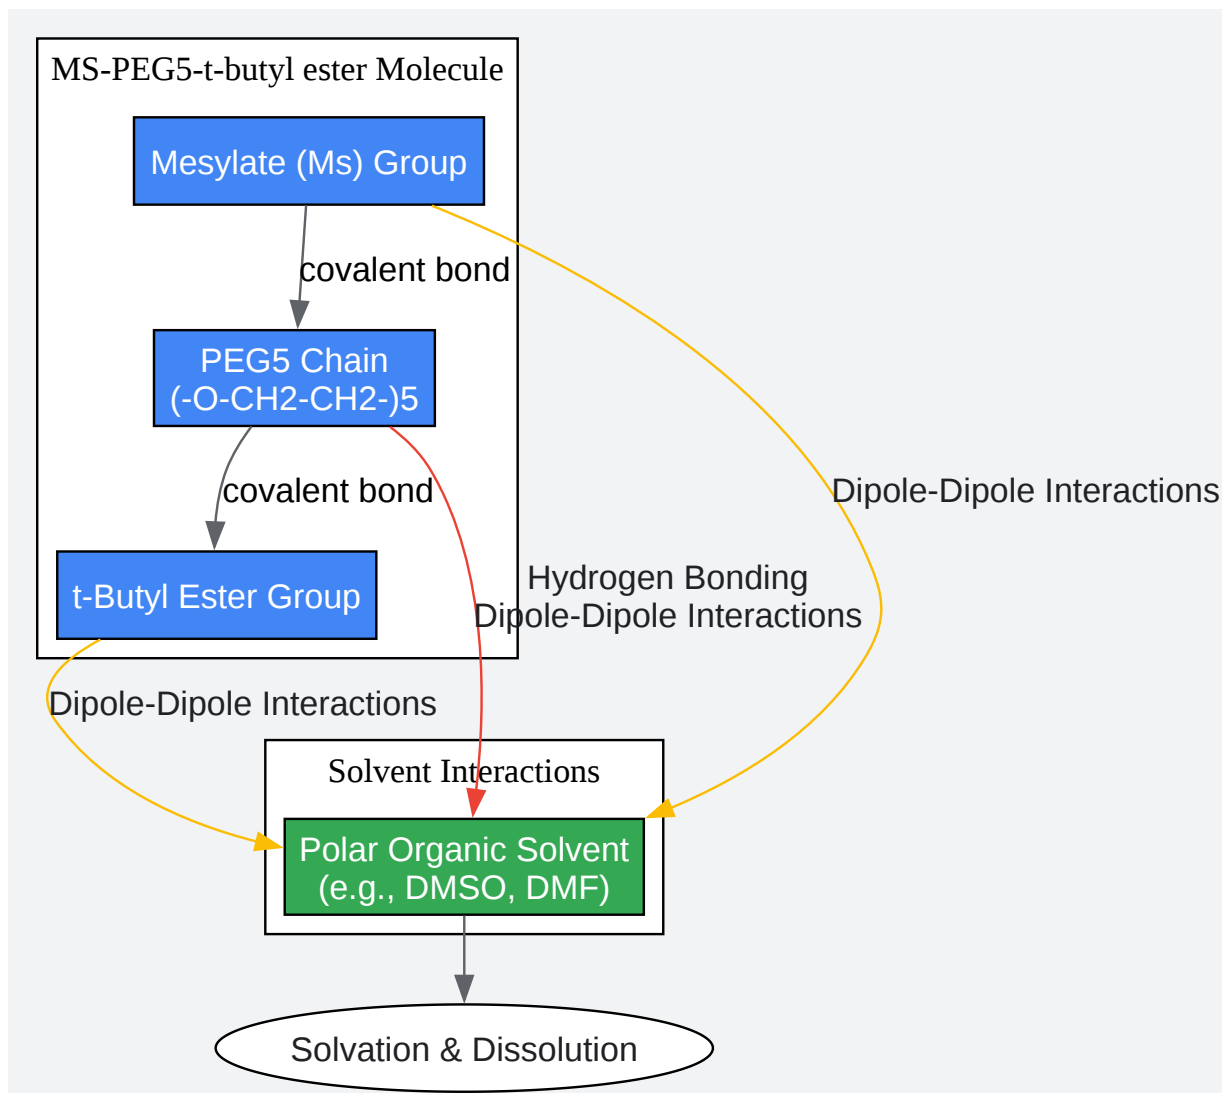 MS-PEG5-t-butyl ester Molecule
Mesylate (Ms) Group
covalent bond
PEG5 Chain
(-O-CH2-CH2-)5
covalent bond
Dipole-Dipole Interactions
Hydrogen Bonding
Dipole-Dipole Interactions
t-Butyl Ester Group
Dipole-Dipole Interactions
Solvent Interactions
Polar Organic Solvent
(e.g., DMSO, DMF)
Solvation & Dissolution